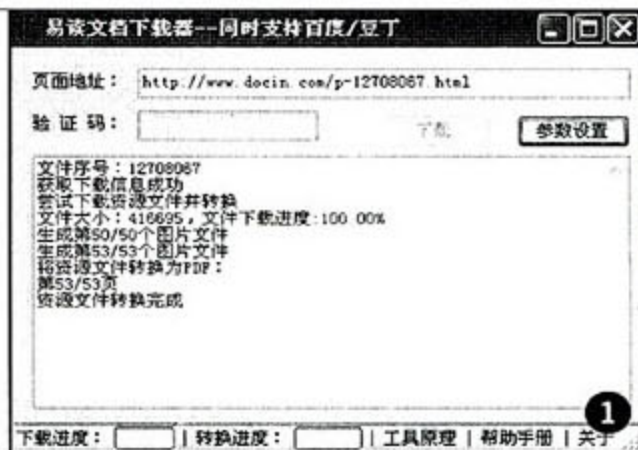 易读文档下载器--同时支持百度/豆丁
页面地址： http://www.docin.com/p-12708067.html
验 证 码： 下载 参数设置
文件序号：12708067
获取下载信息成功
尝试下载资源文件并转换
文件大小：416695，文件下载进度:100 00%
生成第50/50个图片文件
生成第53/53个图片文件
将资源文件转换为PDF：
第53/53页
资源文件转换完成
1
下载进度： | 转换进度： | 工具原理 | 帮助手册 | 关于